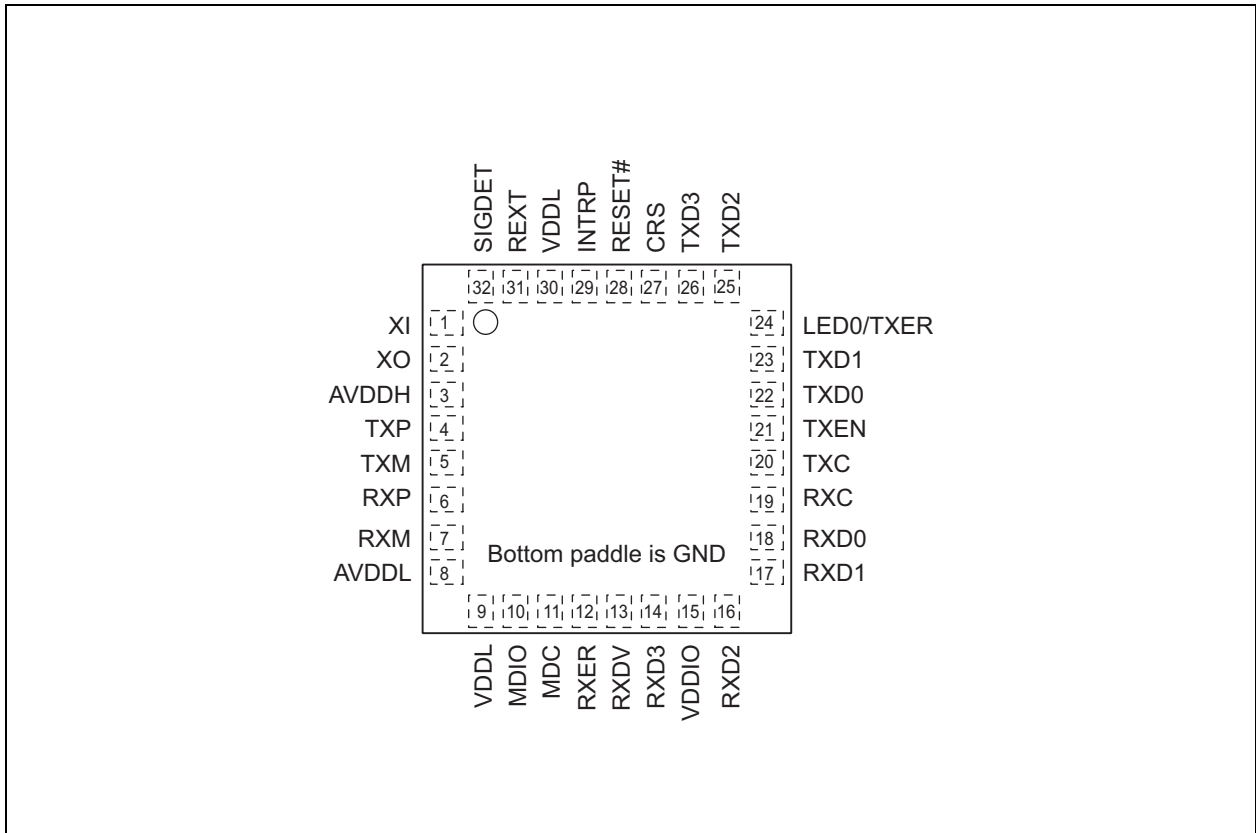 SIGDET REXT VDDL INTRP RESET# CRS TXD3 TXD2
32 31 30 29 28 27 26 25
XI 1 24 LED0/TXER
XO 2 23 TXD1
AVDDH 3 22 TXD0
TXP 4 21 TXEN
TXM 5 20 TXC
RXP 6 19 RXC
RXM 7 18 RXD0
Bottom paddle is GND
AVDDL 8 17 RXD1
9 10 11 12 13 14 15 16
VDDL MDIO MDC RXER RXDV RXD3 VDDIO RXD2